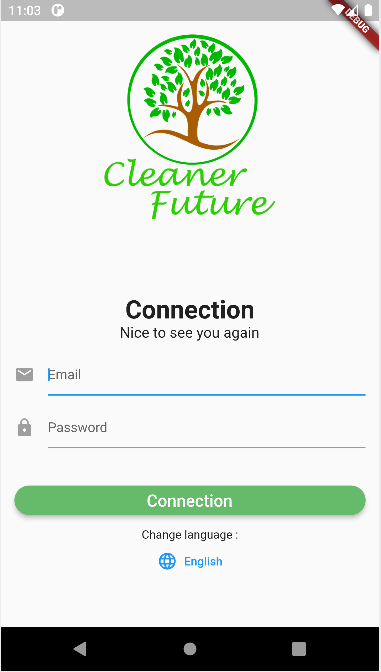 11:03
DEBUG
Cleaner
Future
Connection
Nice to see you again
Email
Password
Connection
Change language :
English